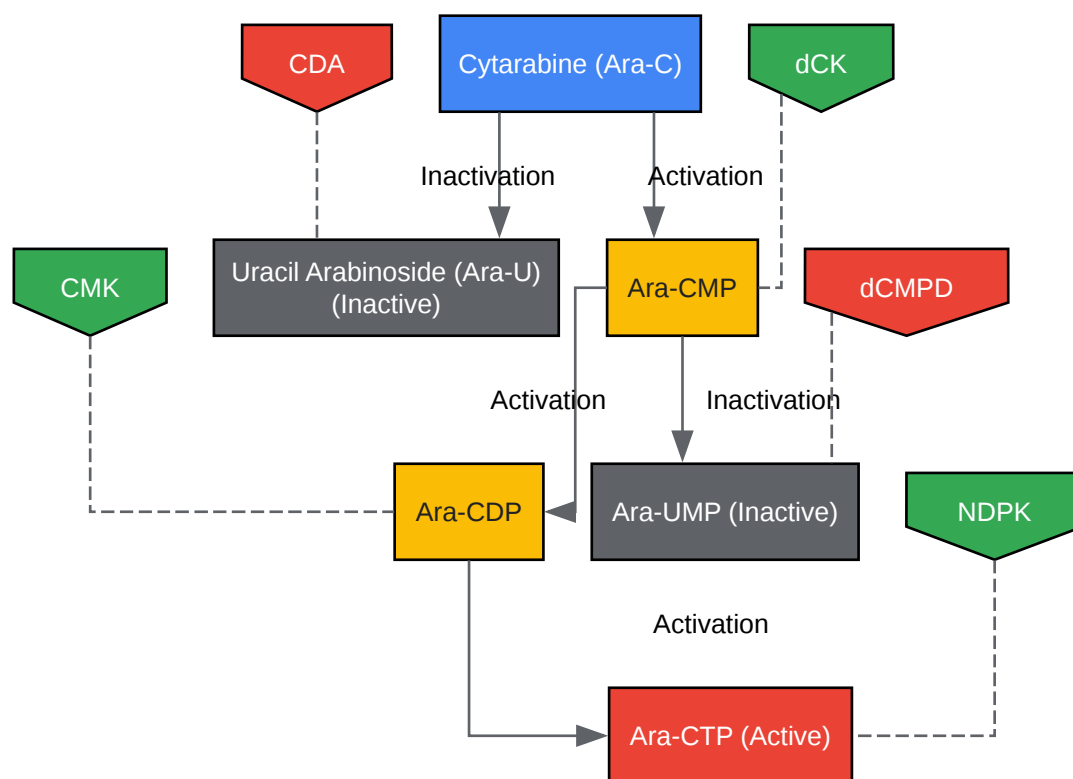 CDA
Cytarabine (Ara-C)
dCK
Inactivation
Activation
CMK
Uracil Arabinoside (Ara-U)
(Inactive)
Ara-CMP
dCMPD
Activation
Inactivation
Ara-CDP
Ara-UMP (Inactive)
NDPK
Activation
Ara-CTP (Active)